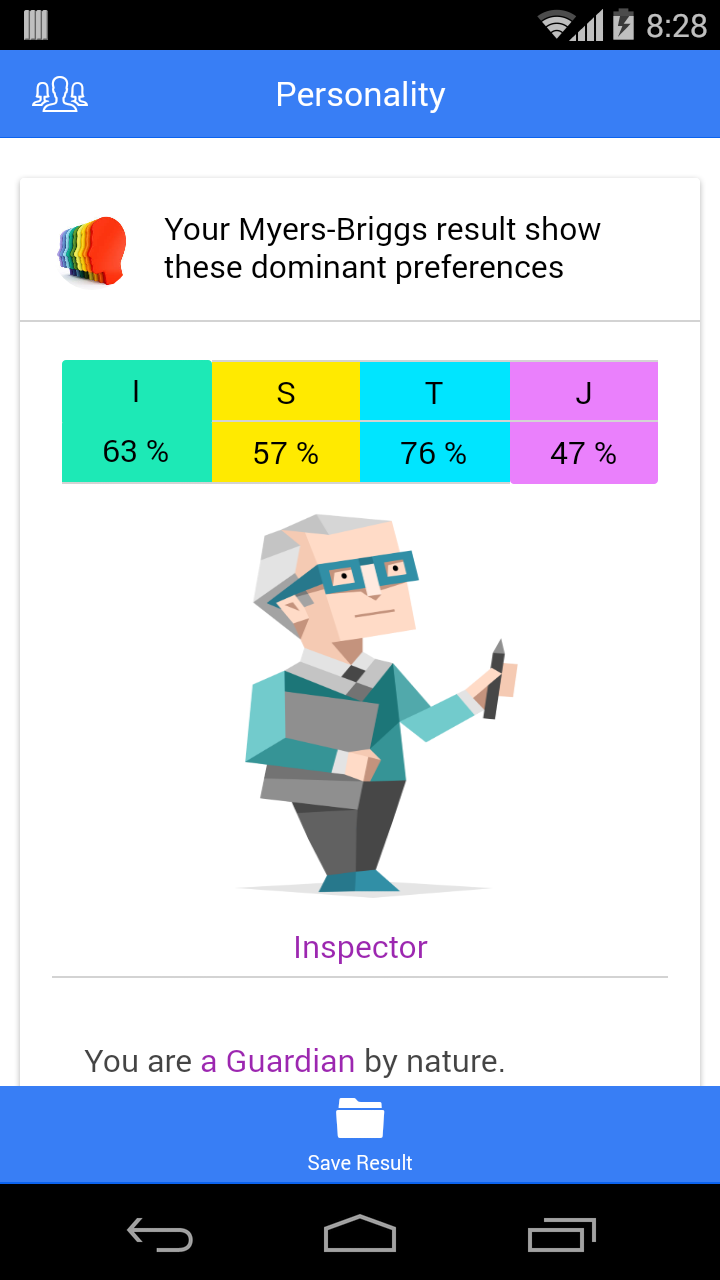 8:28
Personality
Your Myers-Briggs result show
these dominant preferences
I S T J
63 % 57 % 76 % 47 %
Inspector
You are a Guardian by nature.
Save Result